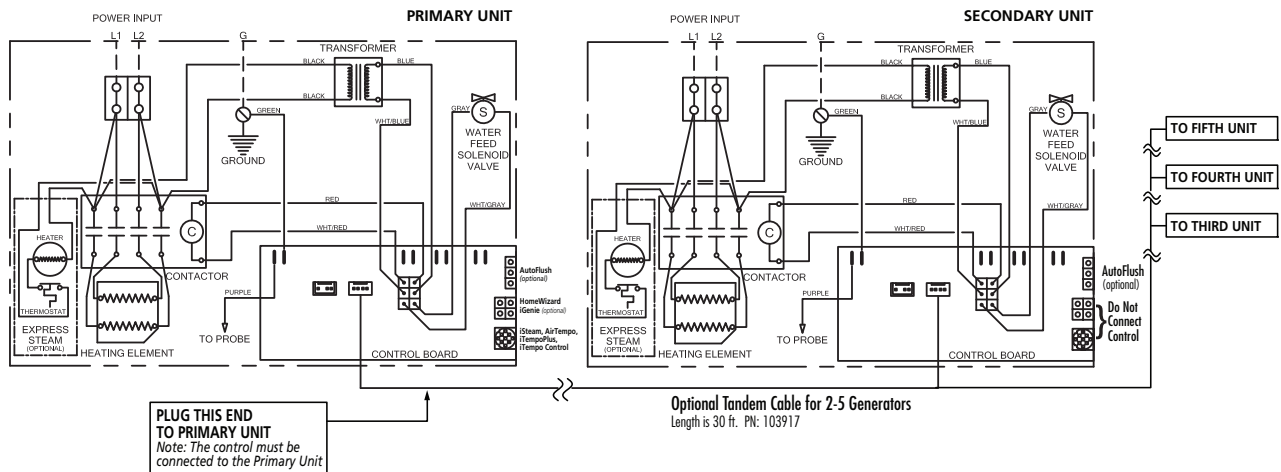 PRIMARY UNIT
POWER INPUT
L1 L2
G
TRANSFORMER
BLACK
BLUE
BLACK
GREEN
GRAY
S
WHT/BLUE
WATER
FEED
SOLENOID
VALVE
GROUND
RED
WHT/GRAY
C
WHT/RED
HEATER
CONTACTOR
THERMOSTAT
PURPLE
TO PROBE
EXPRESS
STEAM
(OPTIONAL)
HEATING ELEMENT
CONTROL BOARD
AutoFlush
(optional)
HomeWizard
iGenie (optional)
iSteam, AirTempo,
iTempoPlus,
iTempo Control
SECONDARY UNIT
POWER INPUT
L1 L2
G
TRANSFORMER
BLACK
BLUE
BLACK
GREEN
GRAY
S
WHT/BLUE
WATER
FEED
SOLENOID
VALVE
GROUND
RED
WHT/GRAY
C
WHT/RED
HEATER
CONTACTOR
THERMOSTAT
PURPLE
TO PROBE
EXPRESS
STEAM
(OPTIONAL)
HEATING ELEMENT
CONTROL BOARD
AutoFlush
(optional)
Do Not
Connect
Control
TO FIFTH UNIT
TO FOURTH UNIT
TO THIRD UNIT
PLUG THIS END
TO PRIMARY UNIT
Note: The control must be
connected to the Primary Unit
Optional Tandem Cable for 2-5 Generators
Length is 30 ft. PN: 103917